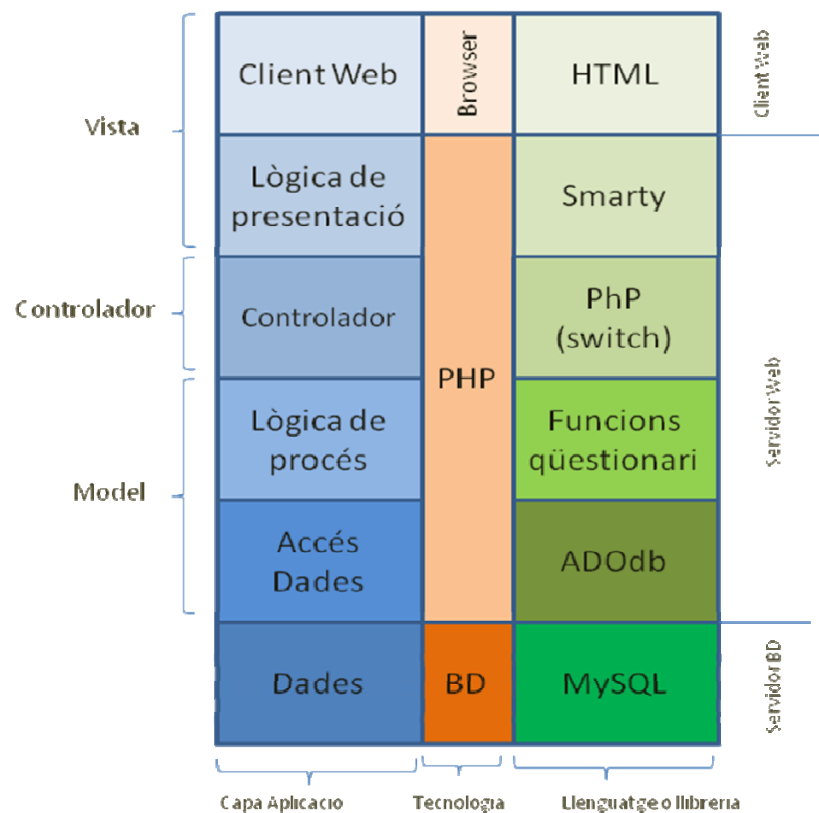 Client Web
Browser
HTML
Client Web
Vista
Lògica de
presentació
Smarty
Controlador
Controlador
PhP
(switch)
PHP
Servidor Web
Lògica de
procés
Funcions
qüestionari
Model
Accés
Dades
ADOdb
Dades
BD
MySQL
Servidor BD
Capa Aplicacio
Tecnologia
Llenguatge o llibreria